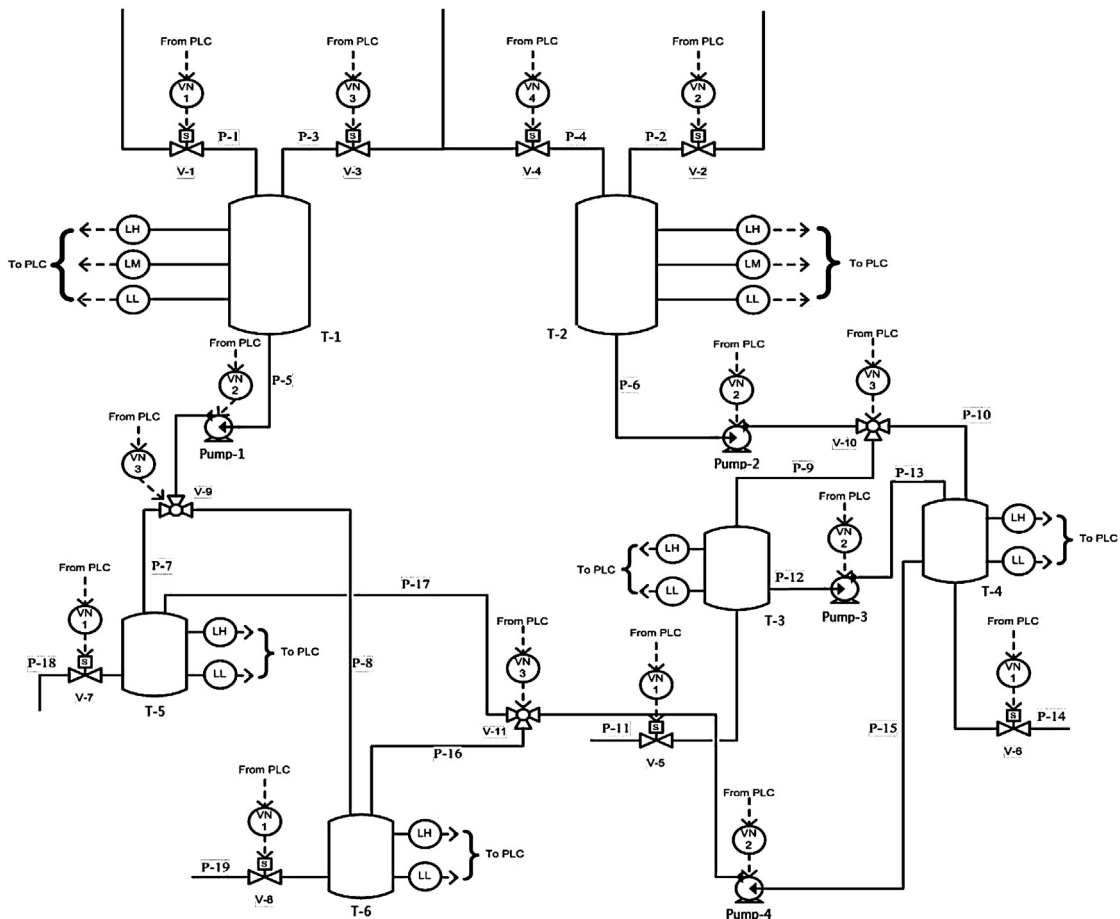 From PLC
From PLC
From PLC
From PLC
VN
1
VN
3
VN
4
VN
2
S
P-1
P-3
S
S
P-4
P-2
S
V-1
V-3
V-4
V-2
LH
LH
To PLC
LM
LM
To PLC
LL
LL
T-1
T-2
From PLC
From PLC
From PLC
VN
2
P-5
P-6
VN
2
VN
3
From PLC
P-10
Pump-1
Pump-2
V-10
VN
3
P-9
P-13
V-9
From PLC
LH
To PLC
LL
VN
2
LH
To PLC
LL
P-7
From PLC
P-17
P-12
T-3
Pump-3
T-4
VN
1
LH
To PLC
LL
P-18
S
V-7
T-5
P-8
From PLC
VN
3
From PLC
VN
1
From PLC
VN
1
V-11
P-16
P-11
S
V-5
P-15
S
P-14
V-6
From PLC
VN
1
From PLC
VN
2
P-19
S
V-8
LH
To PLC
LL
T-6
Pump-4